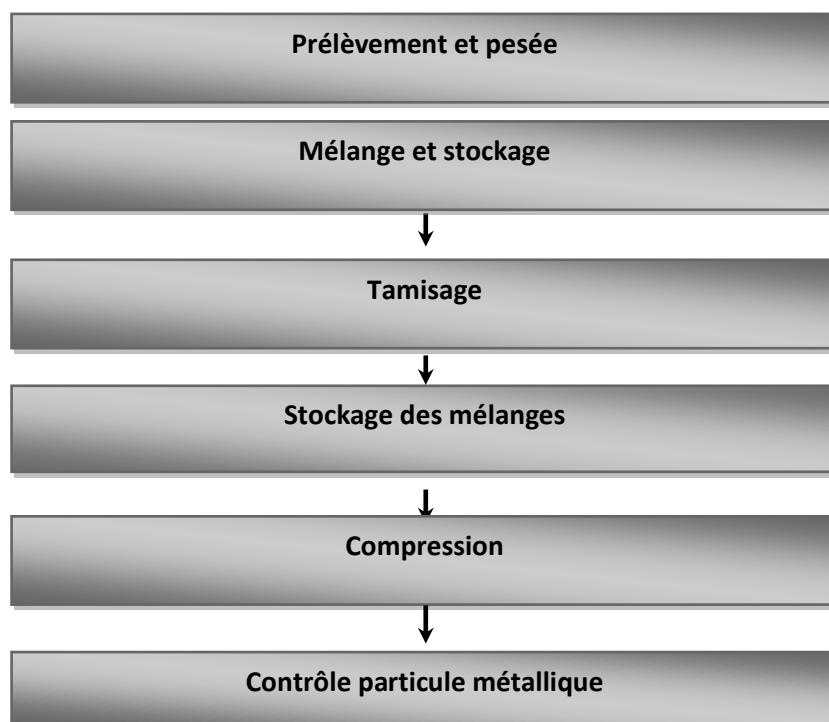 Prélèvement et pesée
Mélange et stockage
Tamisage
Stockage des mélanges
Compression
Contrôle particule métallique